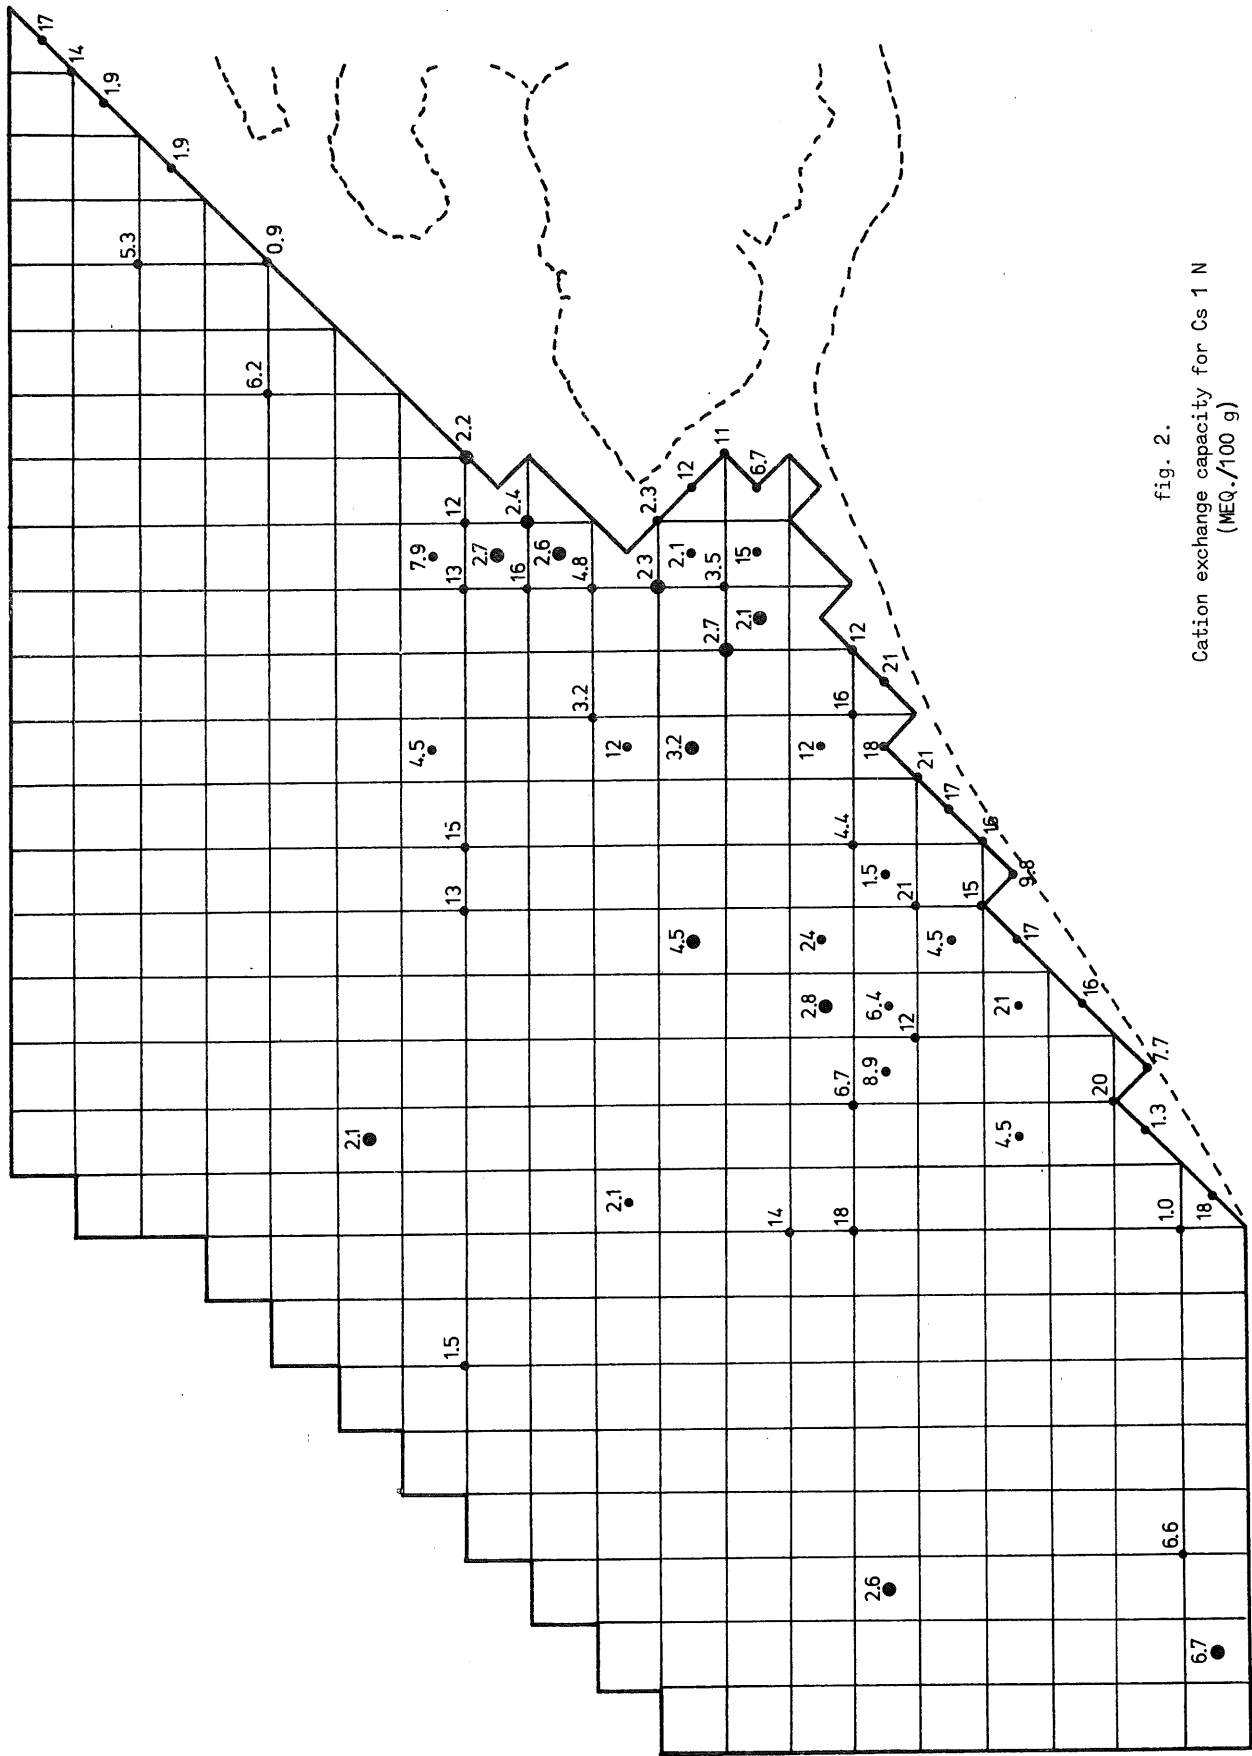 17
14
1.9
5.3
1.9
6.2
0.9
2.1
4.5 7.9
1.5 13 15 13 12 2.2
2.7
16 2.4
2.6
3.2 4.8
2.1 12
2 3 2.3
4.5 3.2 2.1 12
2.7 3.5 11
2.1 15 6.7
14
2.8 24 12
18 6.7 4.4 16 12
2.6 8.9 6.4 1.5 18 21
12 21 21
4.5 17
15 16
4.5 21 17 9.8
20 16
6.6 1.0 1.3 7.7
6.7 18
fig. 2.
Cation exchange capacity for Cs 1 N
(MEQ./100 g)